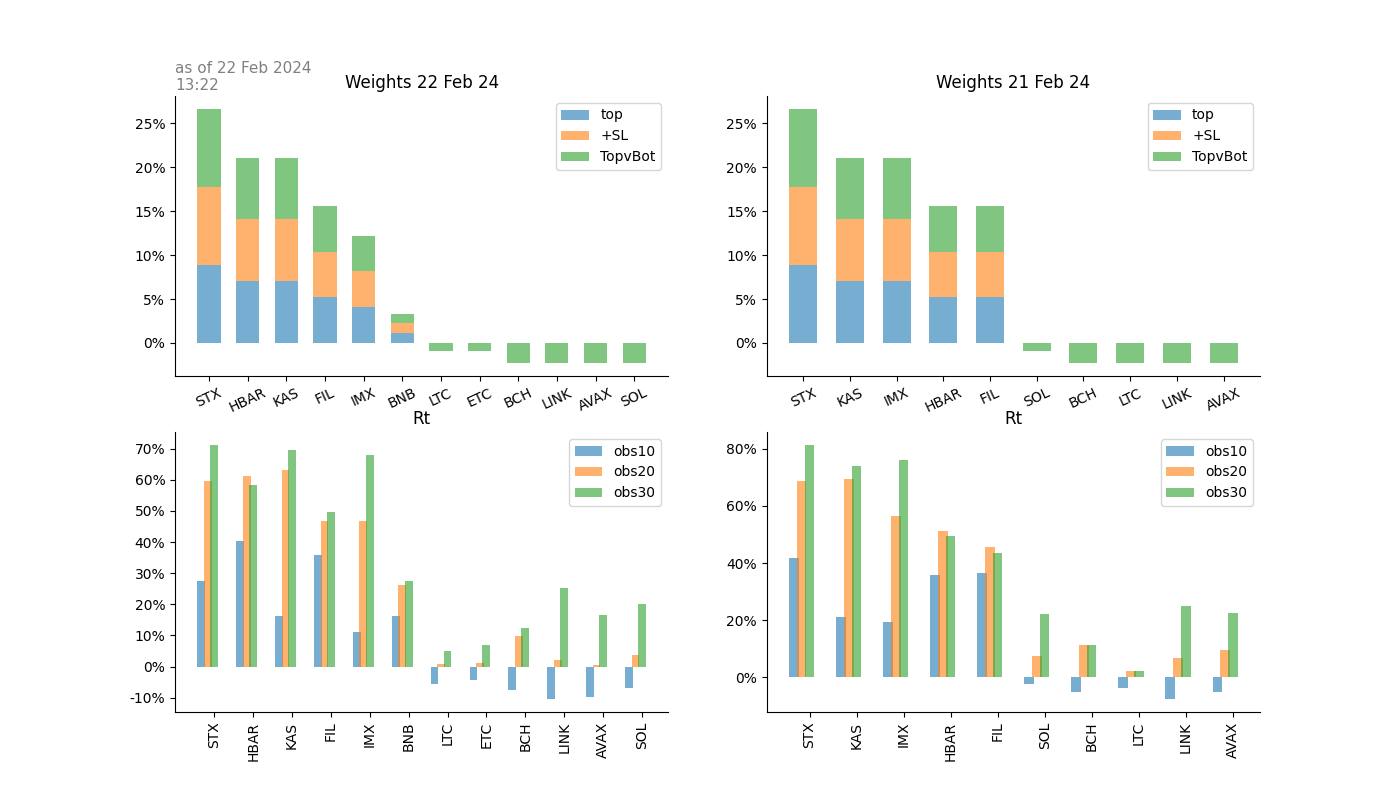 as of 22 Feb 2024
13:22
Weights 22 Feb 24
25%
20%
15%
10%
5%
0%
top
+SL
TopvBot
STX HBAR KAS FIL IMX BNB LTC ETC BCH LINK AVAX SOL
Weights 21 Feb 24
25%
20%
15%
10%
5%
0%
top
+SL
TopvBot
STX KAS IMX HBAR FIL SOL BCH LTC LINK AVAX
Rt
70%
60%
50%
40%
30%
20%
10%
0%
-10%
obs10
obs20
obs30
STX HBAR KAS FIL IMX BNB LTC ETC BCH LINK AVAX SOL
Rt
80%
60%
40%
20%
0%
obs10
obs20
obs30
STX KAS IMX HBAR FIL SOL BCH LTC LINK AVAX